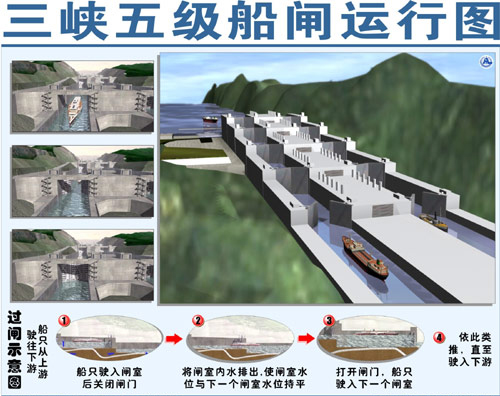 三峡五级船闸运行图
过闸示意图
船只从上游
驶往下游
1
船只驶入闸室
后关闭闸门
2
将闸室内水排出,使闸室水
位与下一个闸室水位持平
3
打开闸门，船只
驶入下一个闸室
4
依此类
推，直至
驶入下游